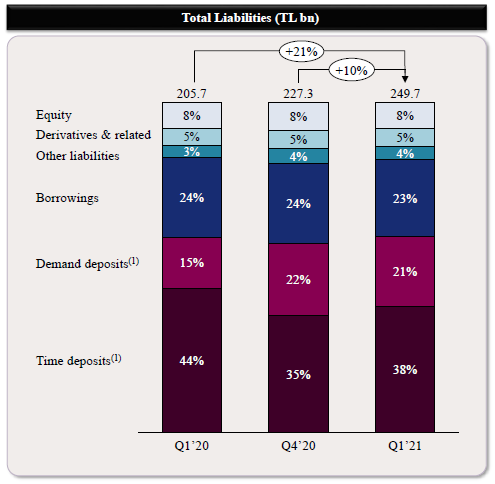 Total Liabilities (TL bn)
+21%
+10%
205.7 227.3 249.7
Equity 8% 8% 8%
Derivatives & related 5% 5% 5%
Other liabilities 3% 4% 4%
Borrowings 24% 24% 23%
Demand deposits(1) 15% 22% 21%
Time deposits(1) 44% 35% 38%
Q1’20 Q4’20 Q1’21